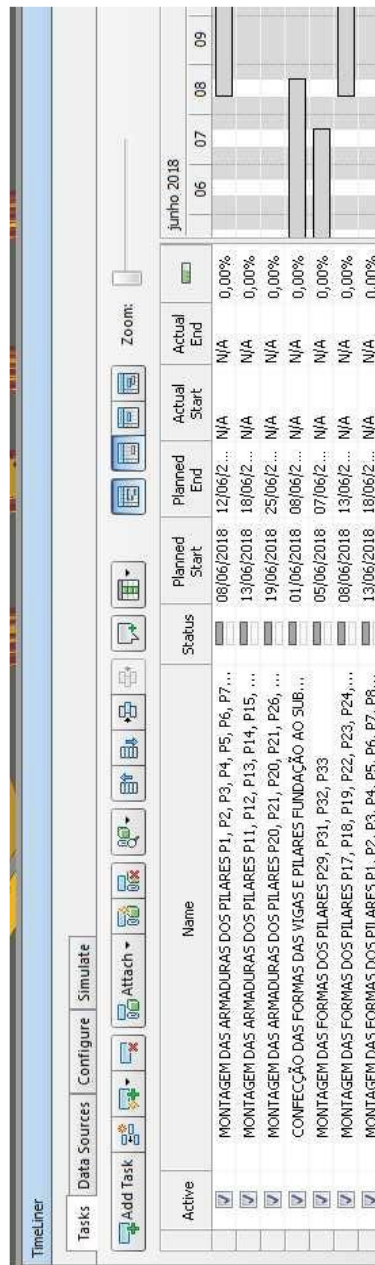 TimeLiner
Tasks Data Sources Configure Simulate
Add Task Attach Zoom:
Active Name Status Planned Start Planned End Actual Start Actual End junho 2018
06 07 08 09
MONTAGEM DAS ARMADURAS DOS PILARES P1, P2, P3, P4, P5, P6, P7... 08/06/2018 12/06/2... N/A N/A 0,00%
MONTAGEM DAS ARMADURAS DOS PILARES P11, P12, P13, P14, P15, ... 13/06/2018 18/06/2... N/A N/A 0,00%
MONTAGEM DAS ARMADURAS DOS PILARES P20, P21, P20, P21, P26, ... 19/06/2018 25/06/2... N/A N/A 0,00%
CONFECÇÃO DAS FORMAS DAS VIGAS E PILARES FUNDAÇÃO AO SUB... 01/06/2018 08/06/2... N/A N/A 0,00%
MONTAGEM DAS FORMAS DOS PILARES P29, P31, P32, P33 05/06/2018 07/06/2... N/A N/A 0,00%
MONTAGEM DAS FORMAS DOS PILARES P17, P18, P19, P22, P23, P24,... 08/06/2018 13/06/2... N/A N/A 0,00%
MONTAGEM DAS FORMAS DOS PILARES P1, P2, P3, P4, P5, P6, P7, P8... 13/06/2018 18/06/2... N/A N/A 0,00%